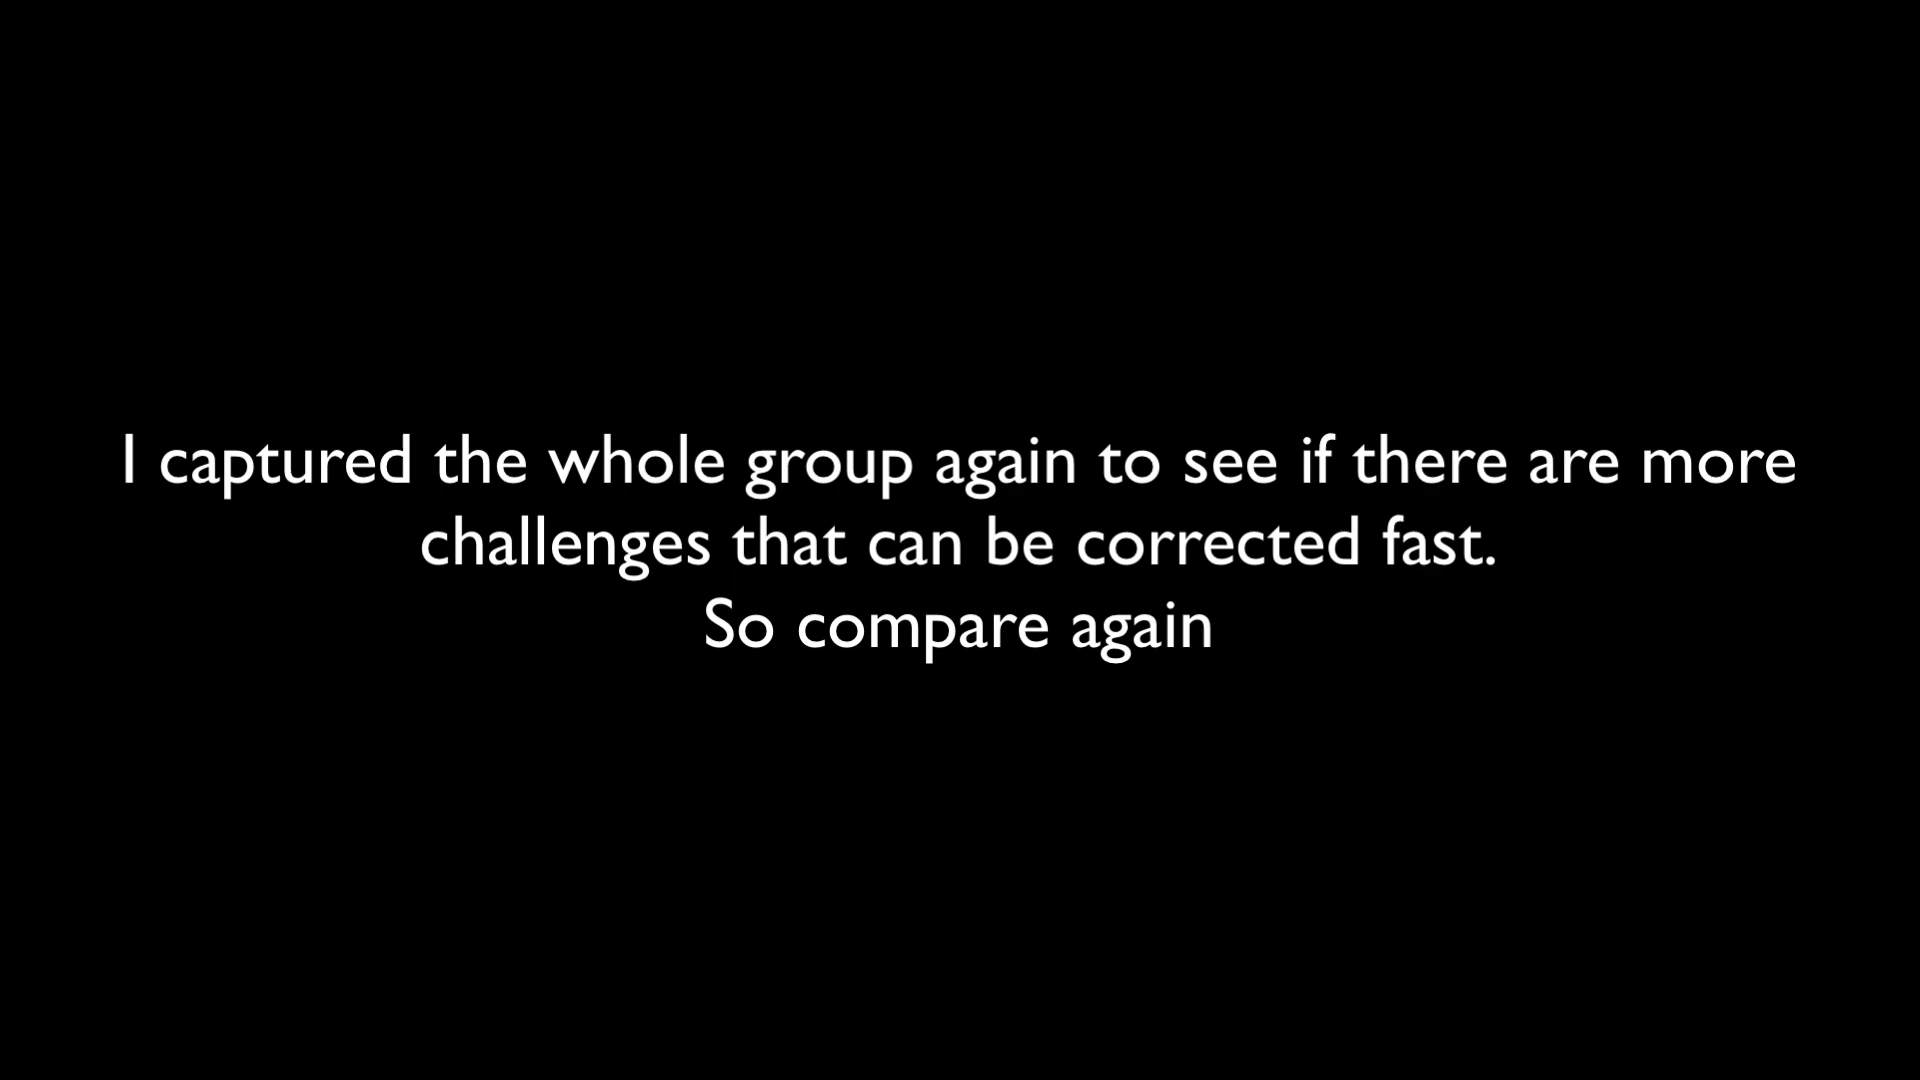 I captured the whole group again to see if there are more
challenges that can be corrected fast.
So compare again